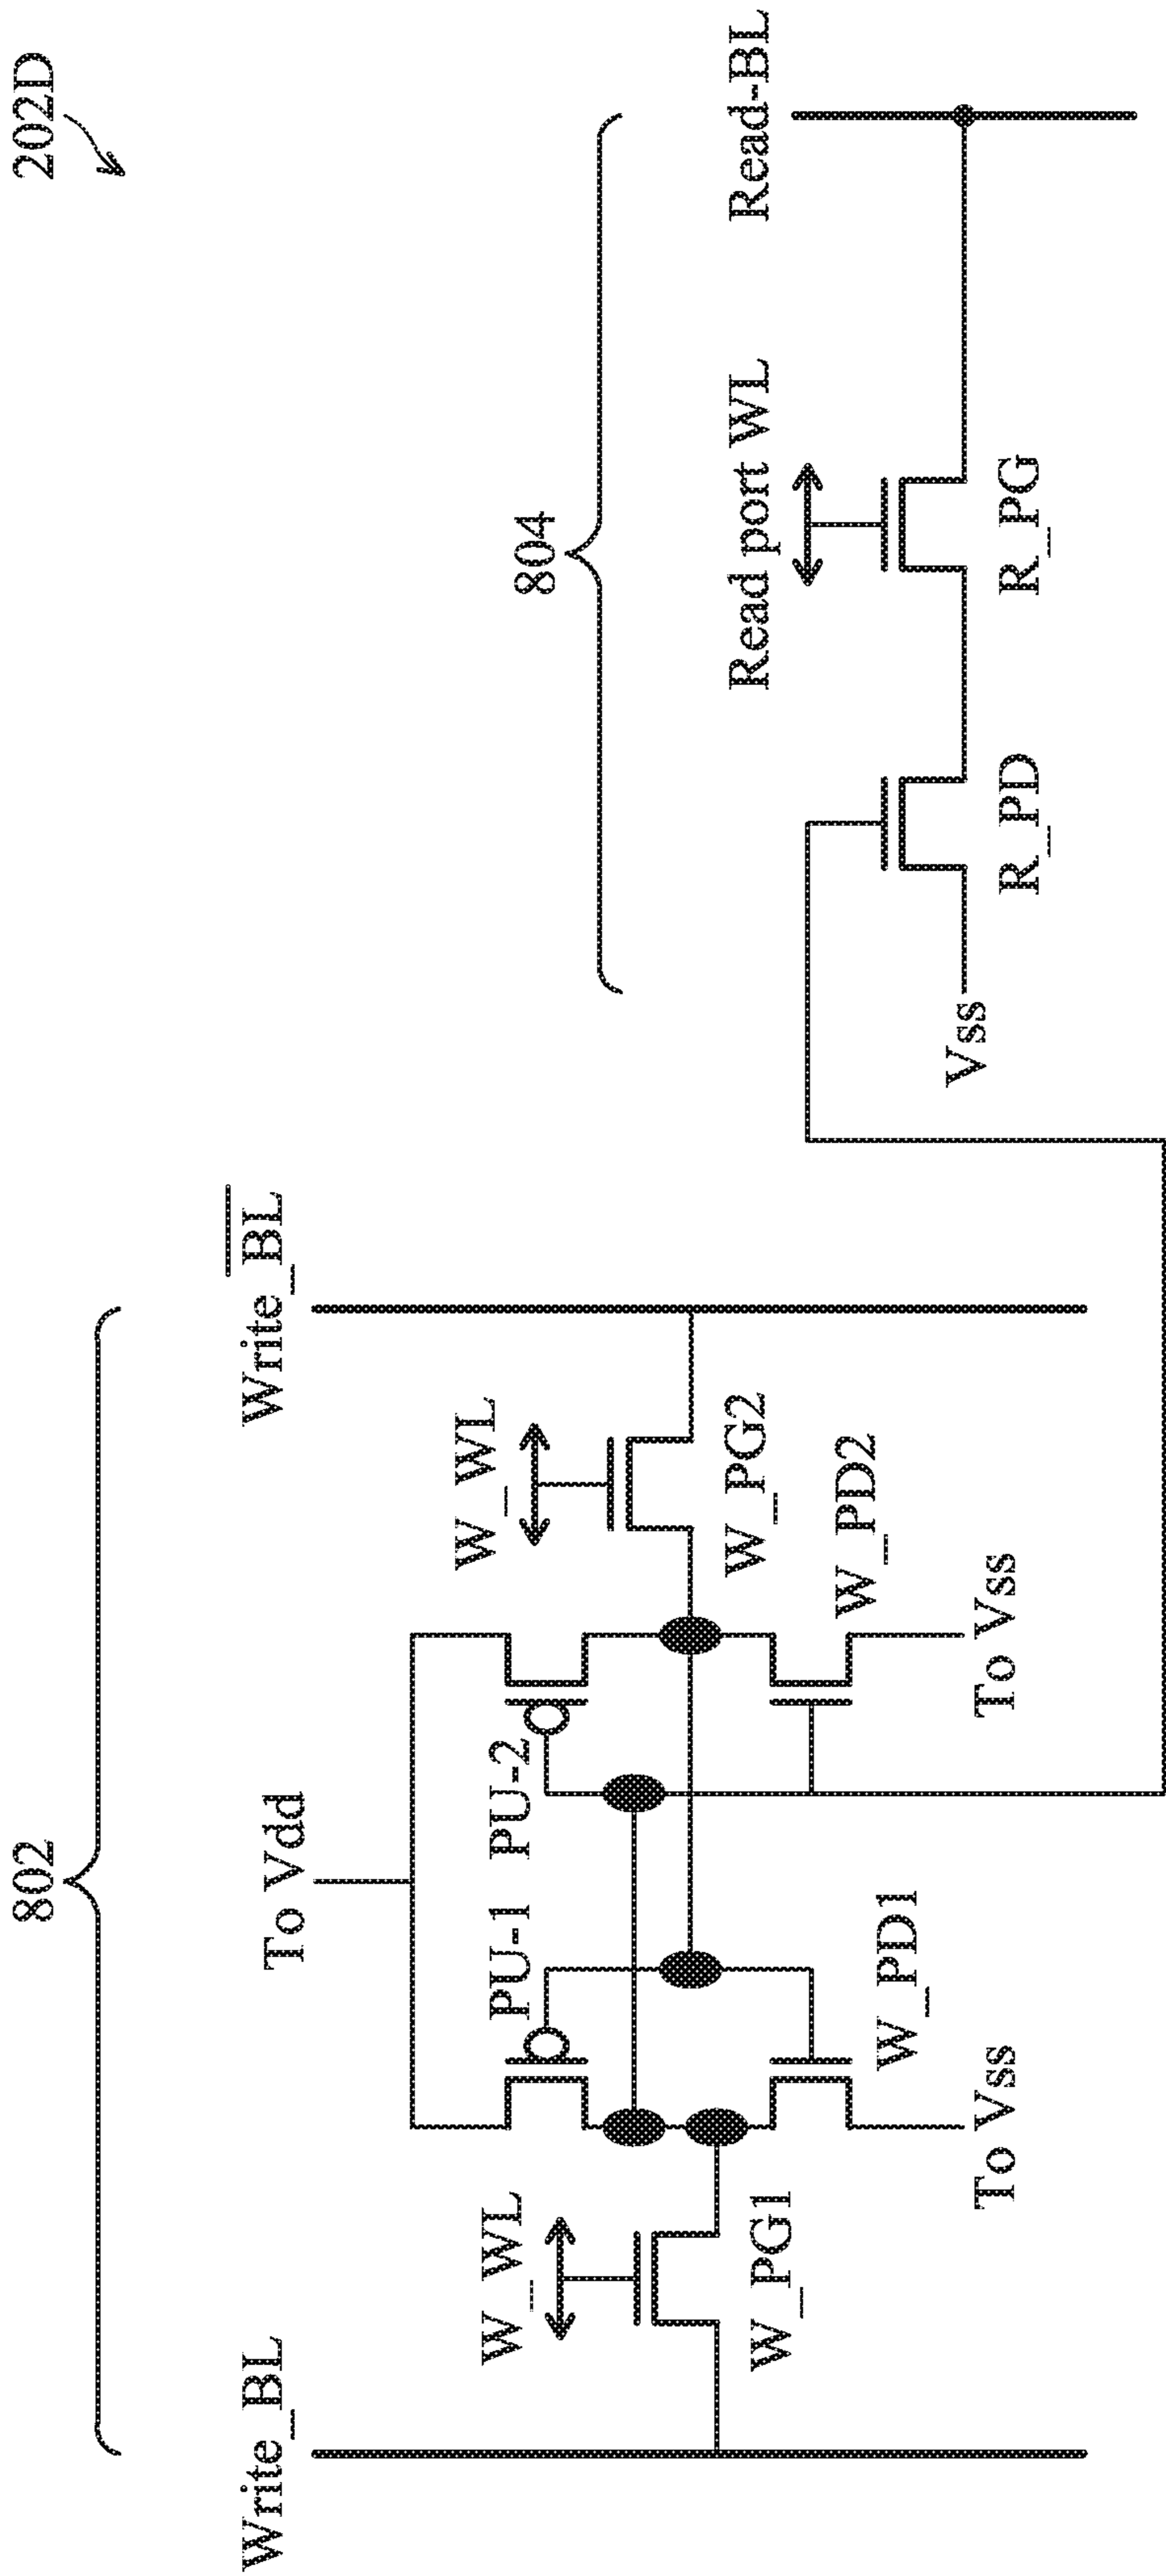 202D
802
804
Write_BL
To Vdd
Write_B̅L̅
W_WL
W_WL
PU-1
PU-2
W_PG1
W_PG2
W_PD1
W_PD2
To Vss
To Vss
Read port WL
Read-BL
Vss
R_PD
R_PG